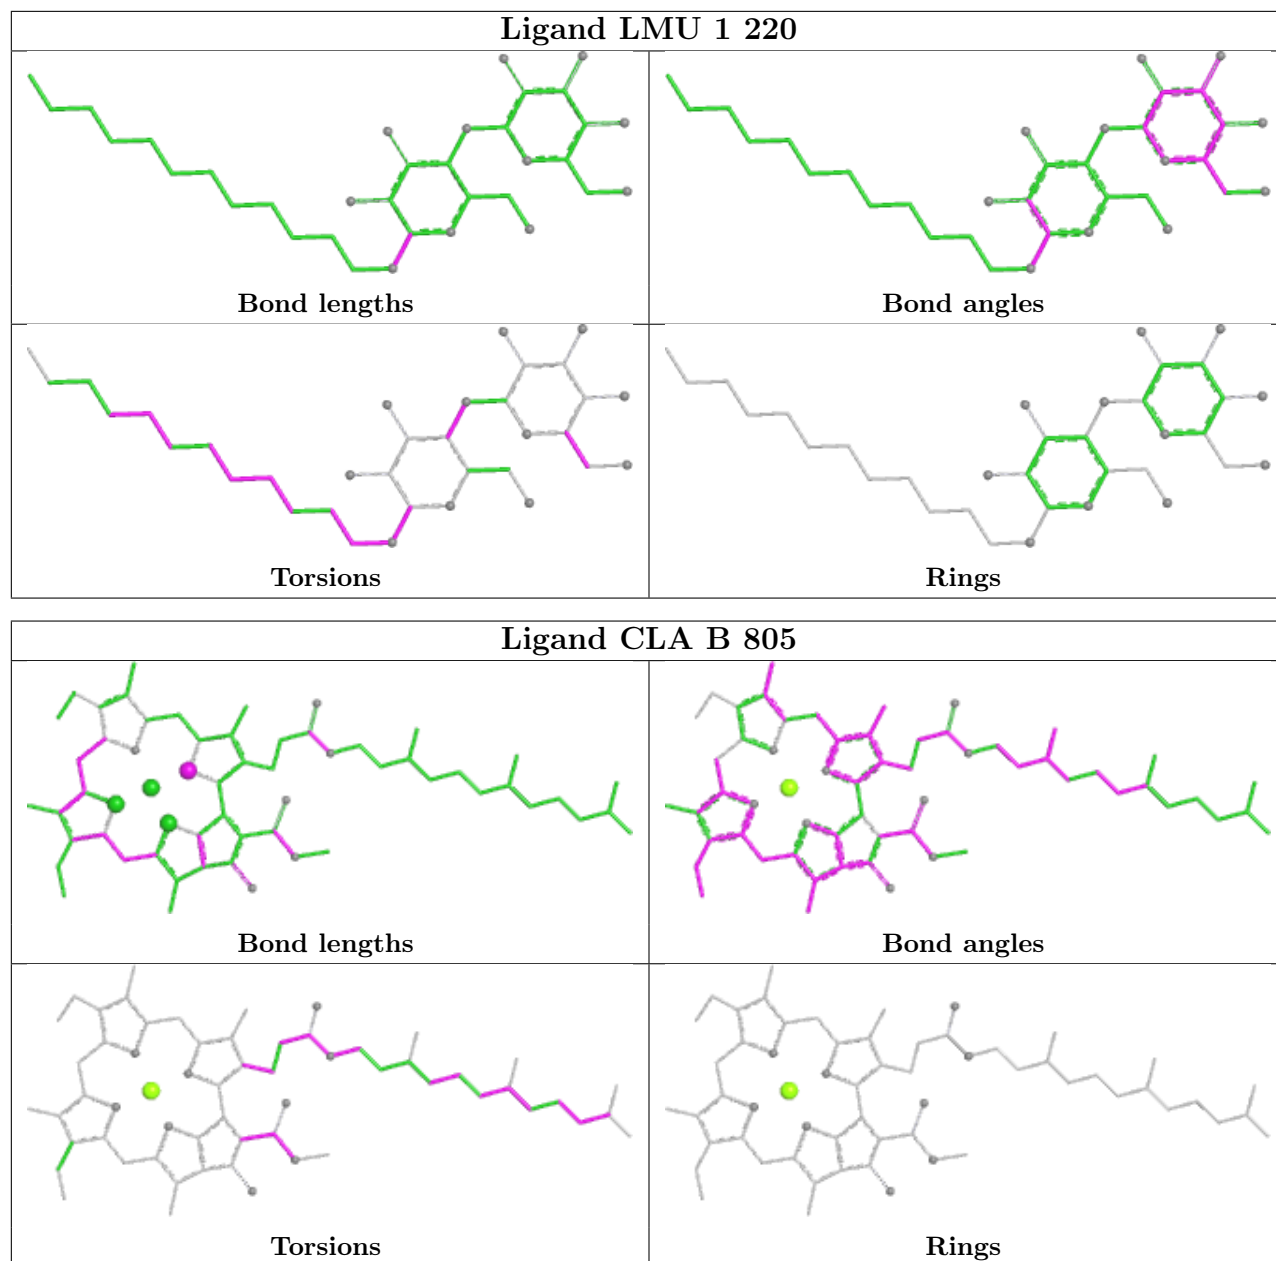 Ligand LMU 1 220
Bond lengths
Bond angles
Torsions
Rings
Ligand CLA B 805
Bond lengths
Bond angles
Torsions
Rings